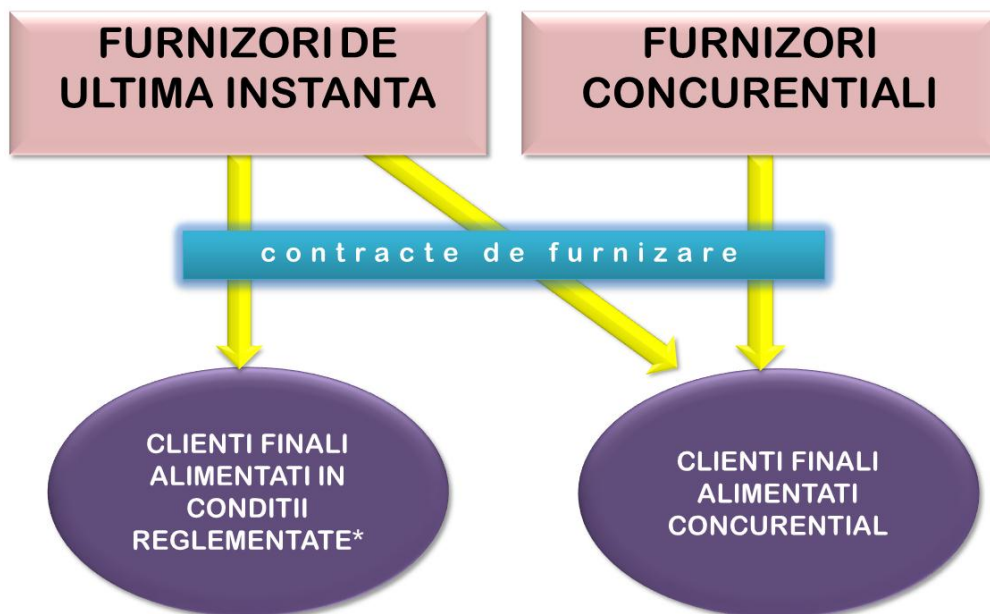 FURNIZORI DE
ULTIMA INSTANTA
FURNIZORI
CONCURENTIALI
contracte de furnizare
CLIENTI FINALI
ALIMENTATI IN
CONDITII
REGLEMENTATE*
CLIENTI FINALI
ALIMENTATI
CONCURENTIAL